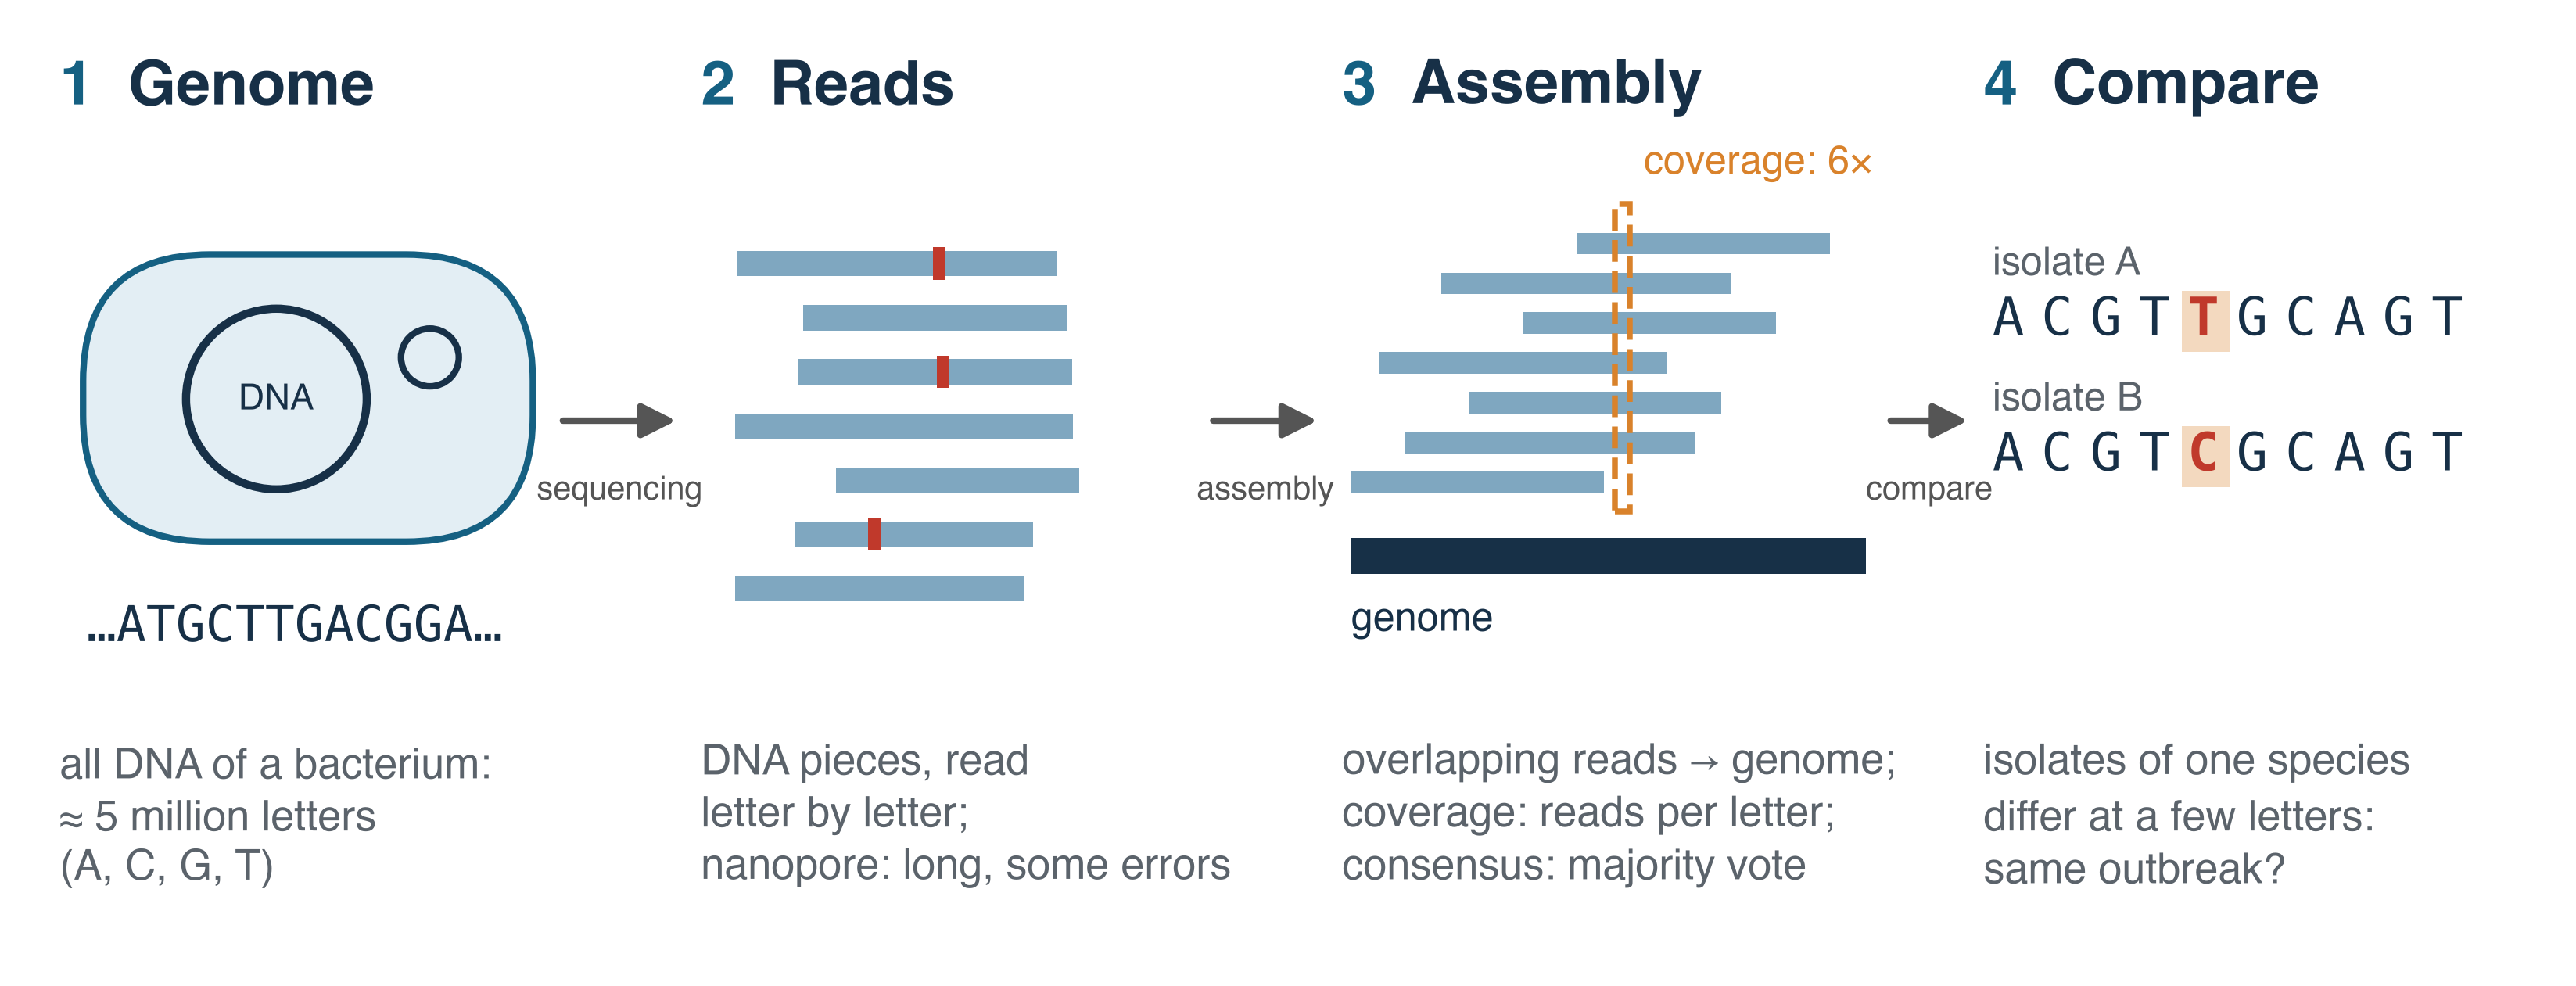 1 Genome
DNA
…ATGCTTGACGGA…
all DNA of a bacterium:
≈ 5 million letters
(A, C, G, T)
sequencing
2 Reads
DNA pieces, read
letter by letter;
nanopore: long, some errors
assembly
3 Assembly
coverage: 6×
genome
overlapping reads → genome;
coverage: reads per letter;
consensus: majority vote
compare
4 Compare
isolate A
A C G T T G C A G T
isolate B
A C G T C G C A G T
isolates of one species
differ at a few letters:
same outbreak?